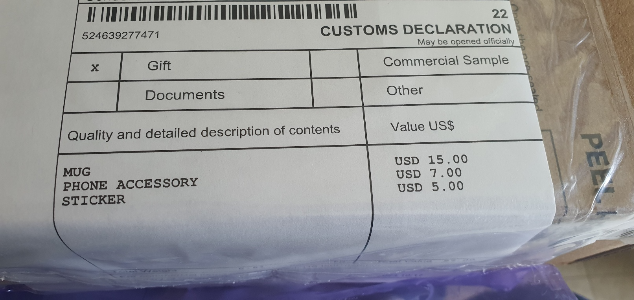 22
524639277471
CUSTOMS DECLARATION
May be opened officially
x Gift Commercial Sample
Documents Other
Quality and detailed description of contents Value US$
MUG USD 15.00
PHONE ACCESSORY USD 7.00
STICKER USD 5.00
PEEL